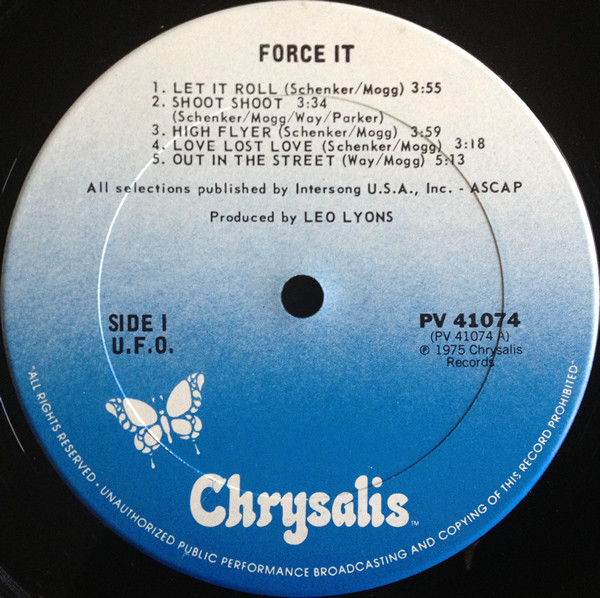 FORCE IT
1. LET IT ROLL (Schenker/Mogg) 3:55
2. SHOOT SHOOT 3:34
(Schenker/Mogg/Way/Parker)
3. HIGH FLYER (Schenker/Mogg) 3:59
4. LOVE LOST LOVE (Schenker/Mogg) 3:18
5. OUT IN THE STREET (Way/Mogg) 5:13
All selections published by Intersong U.S.A., Inc. - ASCAP
Produced by LEO LYONS
SIDE I
U.F.O.
PV 41074
(PV 41074 A)
℗ 1975 Chrysalis
Records
Chrysalis™
"ALL RIGHTS RESERVED • UNAUTHORIZED PUBLIC PERFORMANCE BROADCASTING AND COPYING OF THIS RECORD PROHIBITED"